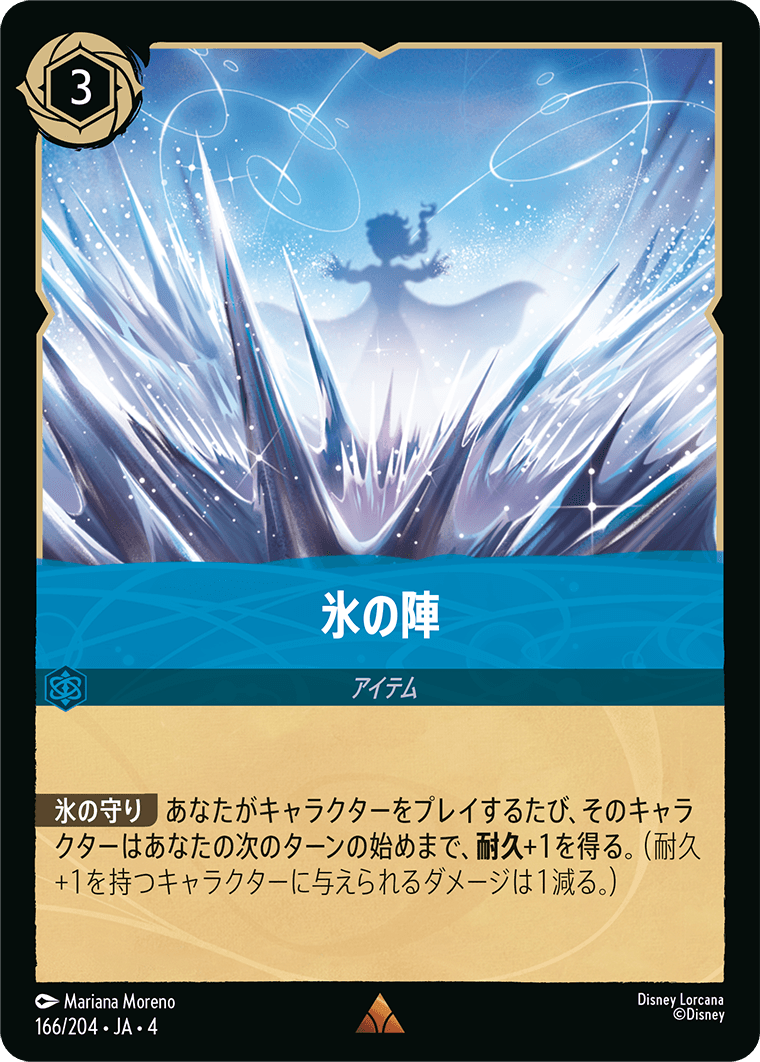 3
氷の陣
アイテム
氷の守り あなたがキャラクターをプレイするたび、そのキャラ
クターはあなたの次のターンの始めまで、耐久+1を得る。（耐久
+1を持つキャラクターに与えられるダメージは1減る。）
Mariana Moreno
Disney Lorcana
166/204 • JA • 4
©Disney